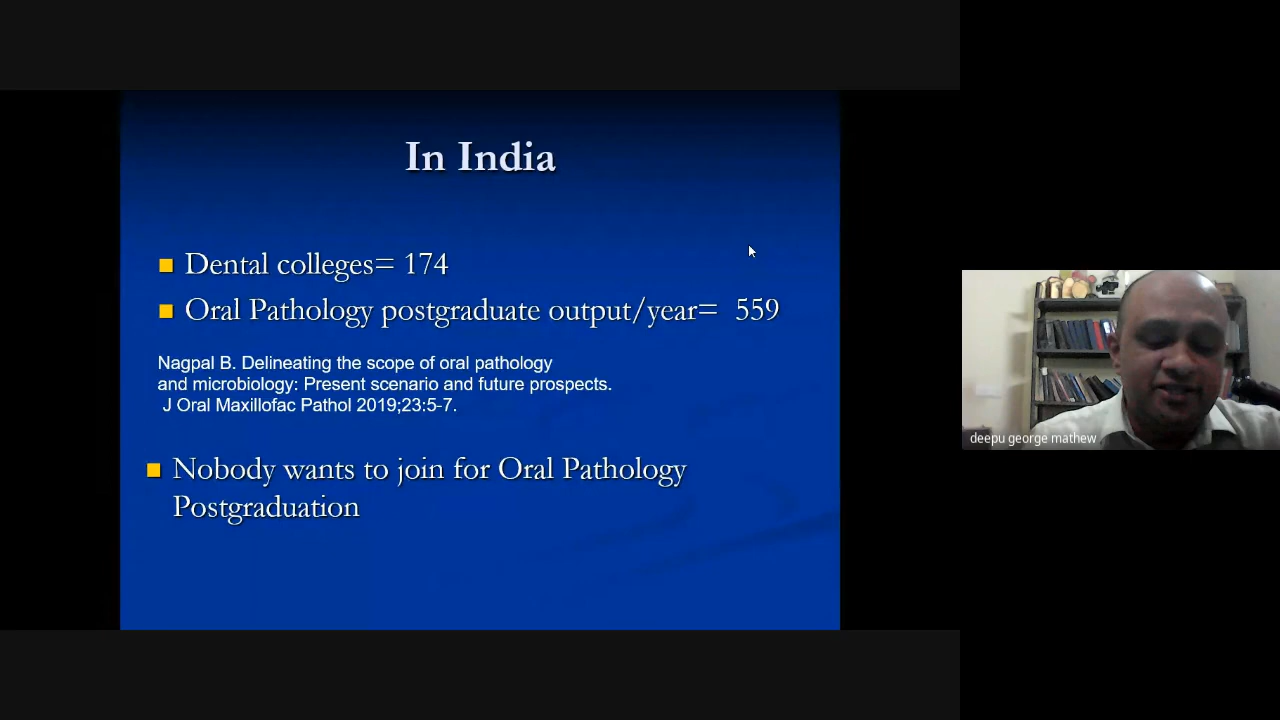 In India
Dental colleges= 174
Oral Pathology postgraduate output/year= 559
Nagpal B. Delineating the scope of oral pathology
and microbiology: Present scenario and future prospects.
J Oral Maxillofac Pathol 2019;23:5-7.
Nobody wants to join for Oral Pathology
Postgraduation
deepu george mathew